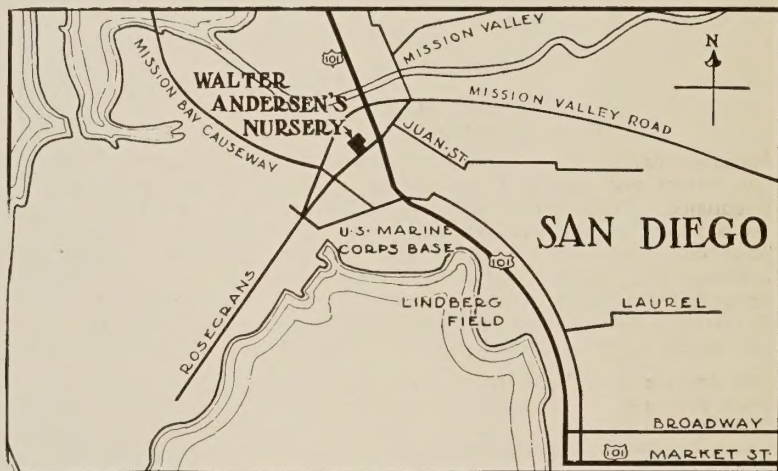 101
MISSION VALLEY
N
MISSION BAY CAUSEWAY
WALTER
ANDERSEN'S
NURSERY
MISSION VALLEY ROAD
JUAN-ST.
U·S· MARINE
CORPS BASE
SAN DIEGO
101
ROSECRANS
LINDBERG
FIELD
LAUREL
BROADWAY
101 MARKET ST.